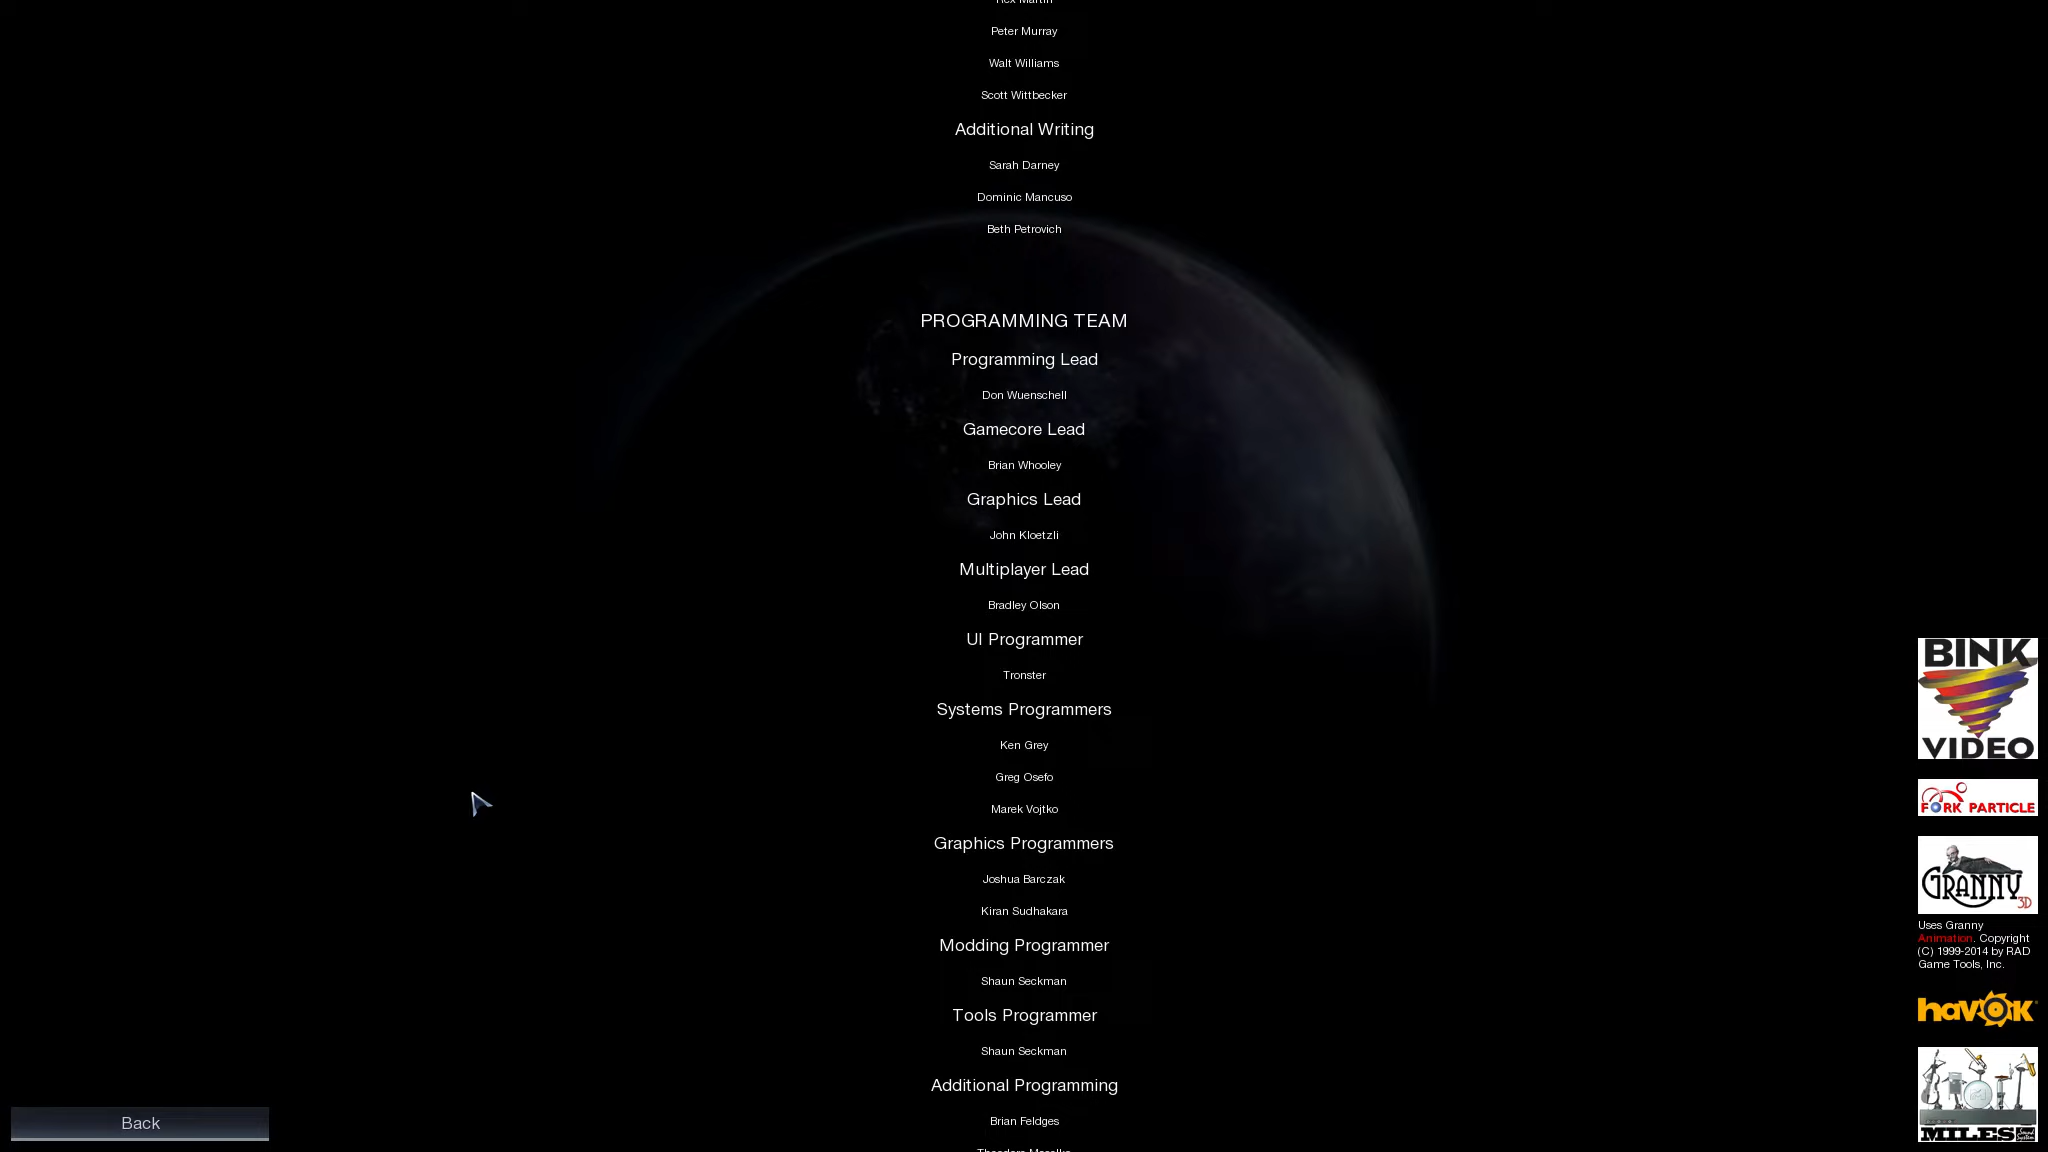 Rex Martin
Peter Murray
Walt Williams
Scott Wittbecker
Additional Writing
Sarah Darney
Dominic Mancuso
Beth Petrovich
PROGRAMMING TEAM
Programming Lead
Don Wuenschell
Gamecore Lead
Brian Whooley
Graphics Lead
John Kloetzli
Multiplayer Lead
Bradley Olson
UI Programmer
Tronster
Systems Programmers
Ken Grey
Greg Osefo
Marek Vojtko
Graphics Programmers
Joshua Barczak
Kiran Sudhakara
Modding Programmer
Shaun Seckman
Tools Programmer
Shaun Seckman
Additional Programming
Brian Feldges
Back
BINK
VIDEO
FORK PARTICLE
GRANNY
3D
Uses Granny
Animation. Copyright
(C) 1999-2014 by RAD
Game Tools, Inc.
havok
MILES
Sound
System